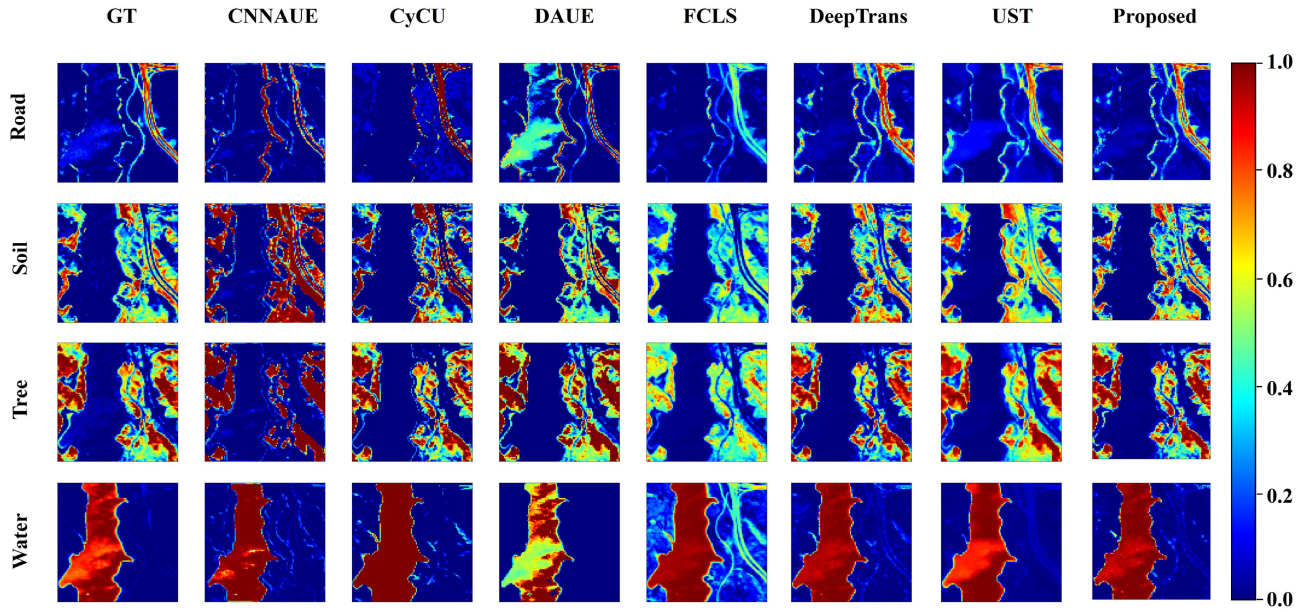 GT CNNAUE CyCU DAUE FCLS DeepTrans UST Proposed
Road
Soil
Tree
Water
1.0
0.8
0.6
0.4
0.2
0.0